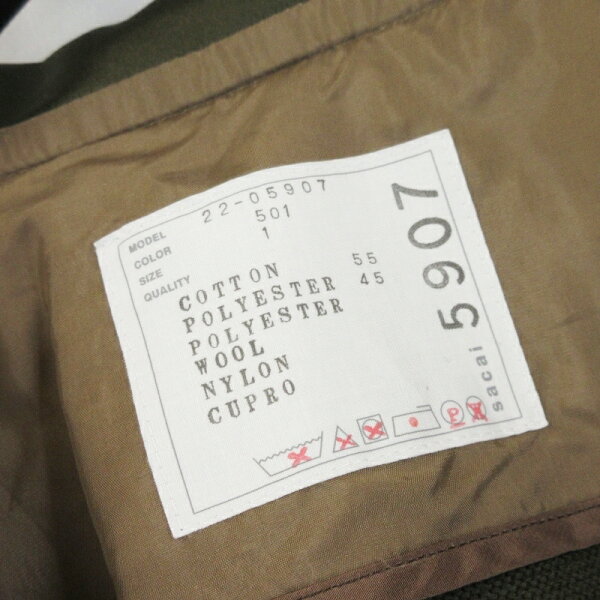 MODEL 22-05907
COLOR 501
SIZE 1
QUALITY
COTTON 55
POLYESTER 45
POLYESTER
WOOL
NYLON
CUPRO
sacai 5907
P